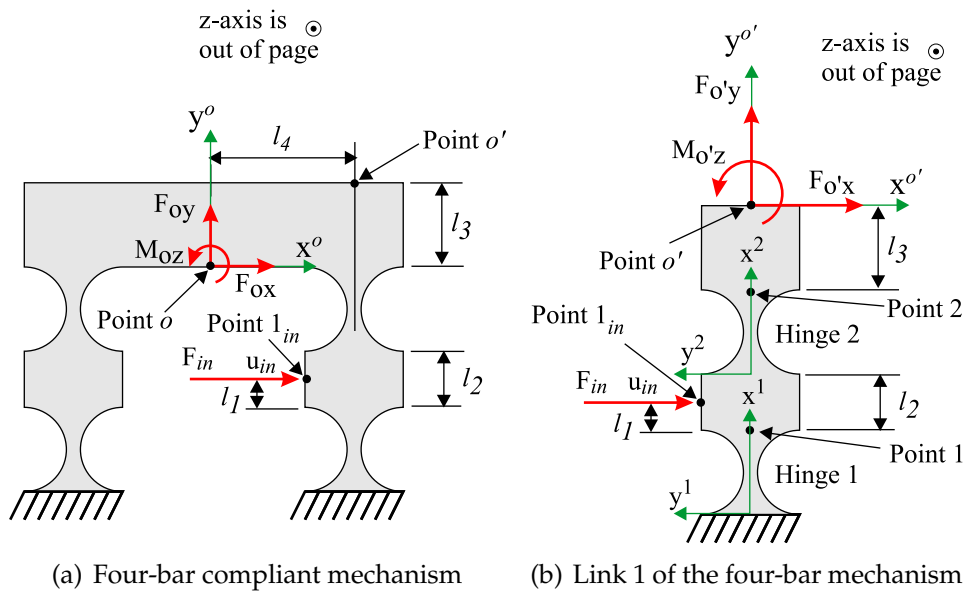 z-axis is
out of page
y^o
l_4
Point o′
F_oy
l_3
M_oz
x^o
F_ox
Point o
Point 1_in
F_in
u_in
l_1
l_2
(a) Four-bar compliant mechanism
y^o'
z-axis is
out of page
F_o'y
M_o'z
F_o'x
x^o'
Point o′
x^2
l_3
Point 1_in
Point 2
Hinge 2
y^2
F_in
u_in
x^1
l_1
l_2
Point 1
Hinge 1
y^1
(b) Link 1 of the four-bar mechanism